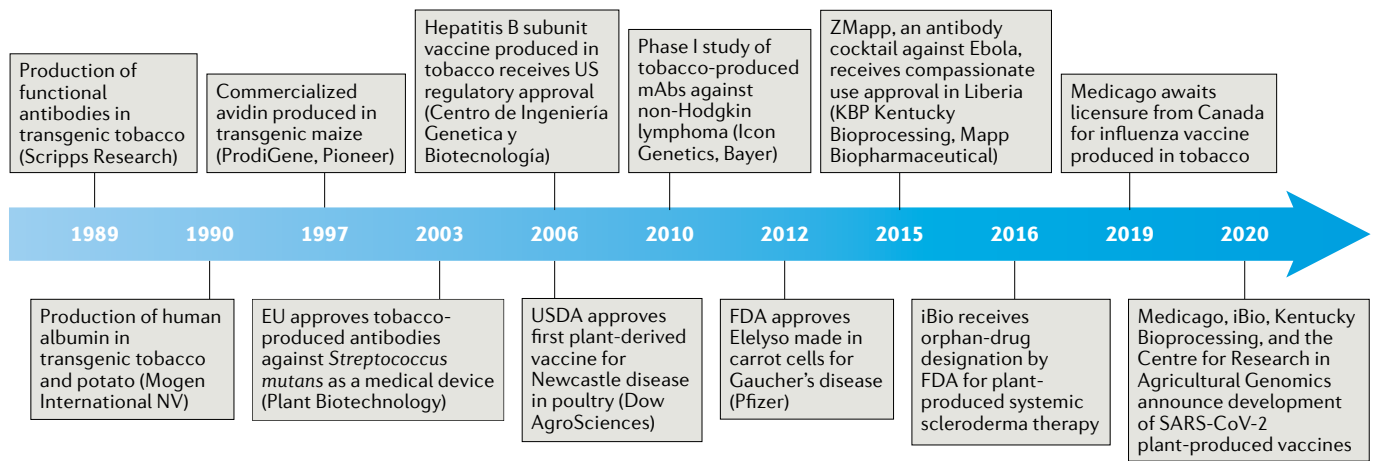 Production of
functional
antibodies in
transgenic tobacco
(Scripps Research)
Commercialized
avidin produced in
transgenic maize
(ProdiGene, Pioneer)
Hepatitis B subunit
vaccine produced in
tobacco receives US
regulatory approval
(Centro de Ingeniería
Genetica y
Biotecnología)
Phase I study of
tobacco-produced
mAbs against
non-Hodgkin
lymphoma (Icon
Genetics, Bayer)
ZMapp, an antibody
cocktail against Ebola,
receives compassionate
use approval in Liberia
(KBP Kentucky
Bioprocessing, Mapp
Biopharmaceutical)
Medicago awaits
licensure from Canada
for influenza vaccine
produced in tobacco
1989 1990 1997 2003 2006 2010 2012 2015 2016 2019 2020
Production of human
albumin in
transgenic tobacco
and potato (Mogen
International NV)
EU approves tobacco-
produced antibodies
against Streptococcus
mutans as a medical device
(Plant Biotechnology)
USDA approves
first plant-derived
vaccine for
Newcastle disease
in poultry (Dow
AgroSciences)
FDA approves
Elelyso made in
carrot cells for
Gaucher's disease
(Pfizer)
iBio receives
orphan-drug
designation by
FDA for plant-
produced systemic
scleroderma therapy
Medicago, iBio, Kentucky
Bioprocessing, and the
Centre for Research in
Agricultural Genomics
announce development
of SARS-CoV-2
plant-produced vaccines